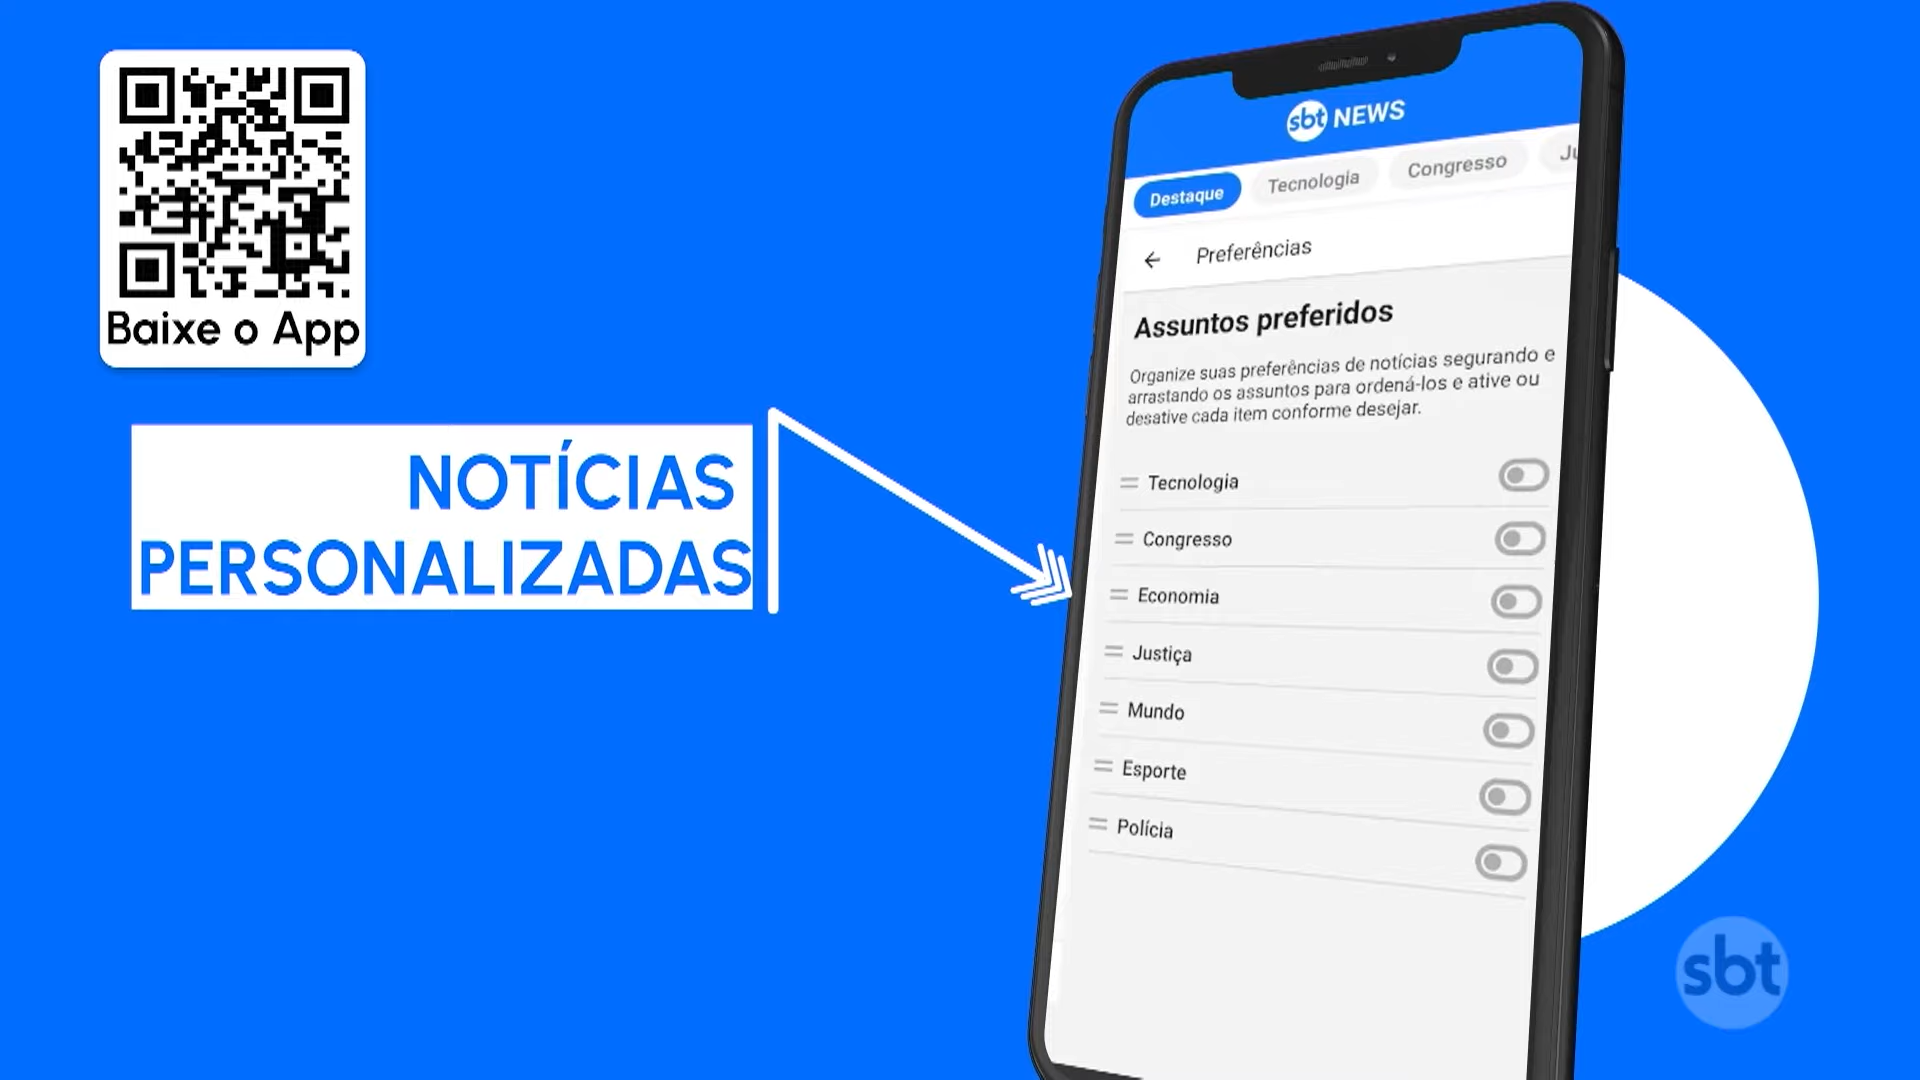 Baixe o App
NOTÍCIAS
PERSONALIZADAS
sbt NEWS
Destaque Tecnologia Congresso Ju
Preferências
Assuntos preferidos
Organize suas preferências de notícias segurando e
arrastando os assuntos para ordená-los e ative ou
desative cada item conforme desejar.
Tecnologia
Congresso
Economia
Justiça
Mundo
Esporte
Polícia
sbt